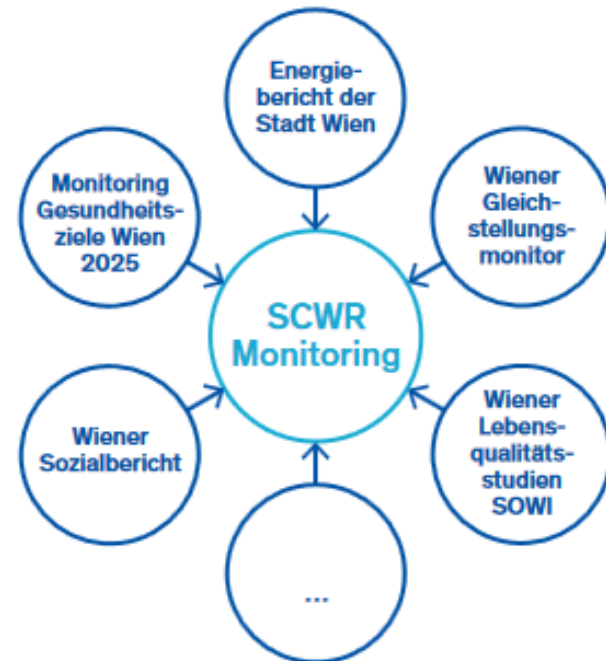 Energie-
bericht der
Stadt Wien
Monitoring
Gesundheits-
ziele Wien
2025
Wiener
Gleich-
stellungs-
monitor
SCWR
Monitoring
Wiener
Sozialbericht
Wiener
Lebens-
qualitäts-
studien
SOWI
...